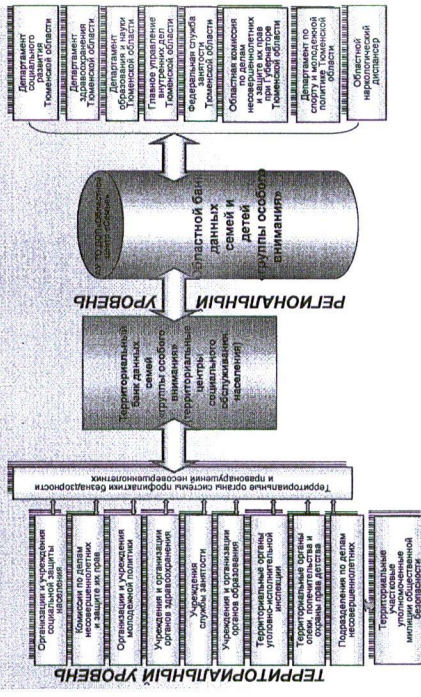 ТЕРРИТОРИАЛЬНЫЙ УРОВЕНЬ
Организации и учреждения
социальной защиты
населения
Комиссии по делам
несовершеннолетних
и защите их прав
Организации и учреждения
молодежной политики
Учреждения и организации
органов здравоохранения
Учреждения
службы занятости
Учреждения и организации
органов образования
Территориальные органы
уголовно-исполнительной
инспекции
Территориальные органы
опеки, попечительства и
охраны прав детства
Подразделения по делам
несовершеннолетних
Территориальные
участковые
уполномоченные
милиции общественной
безопасности
Территориальные органы системы профилактики безнадзорности
и правонарушений несовершеннолетних
Территориальный
банк данных
семей
«группы особого
внимания»
(территориальные
центры
социального
обслуживания
населения)
РЕГИОНАЛЬНЫЙ УРОВЕНЬ
Областной банк
данных
семей и
детей
«группы особого
внимания»
Департамент
социального
развития
Тюменской области
Департамент
здравоохранения
Тюменской области
Департамент
образования и науки
Тюменской области
Главное управление
внутренних дел
Тюменской области
Федеральная служба
занятости
Тюменской области
Областная комиссия
по делам
несовершеннолетних
и защите их прав
при Губернаторе
Тюменской области
Департамент по
спорту и молодежной
политике Тюменской
области
Областной
наркологический
диспансер